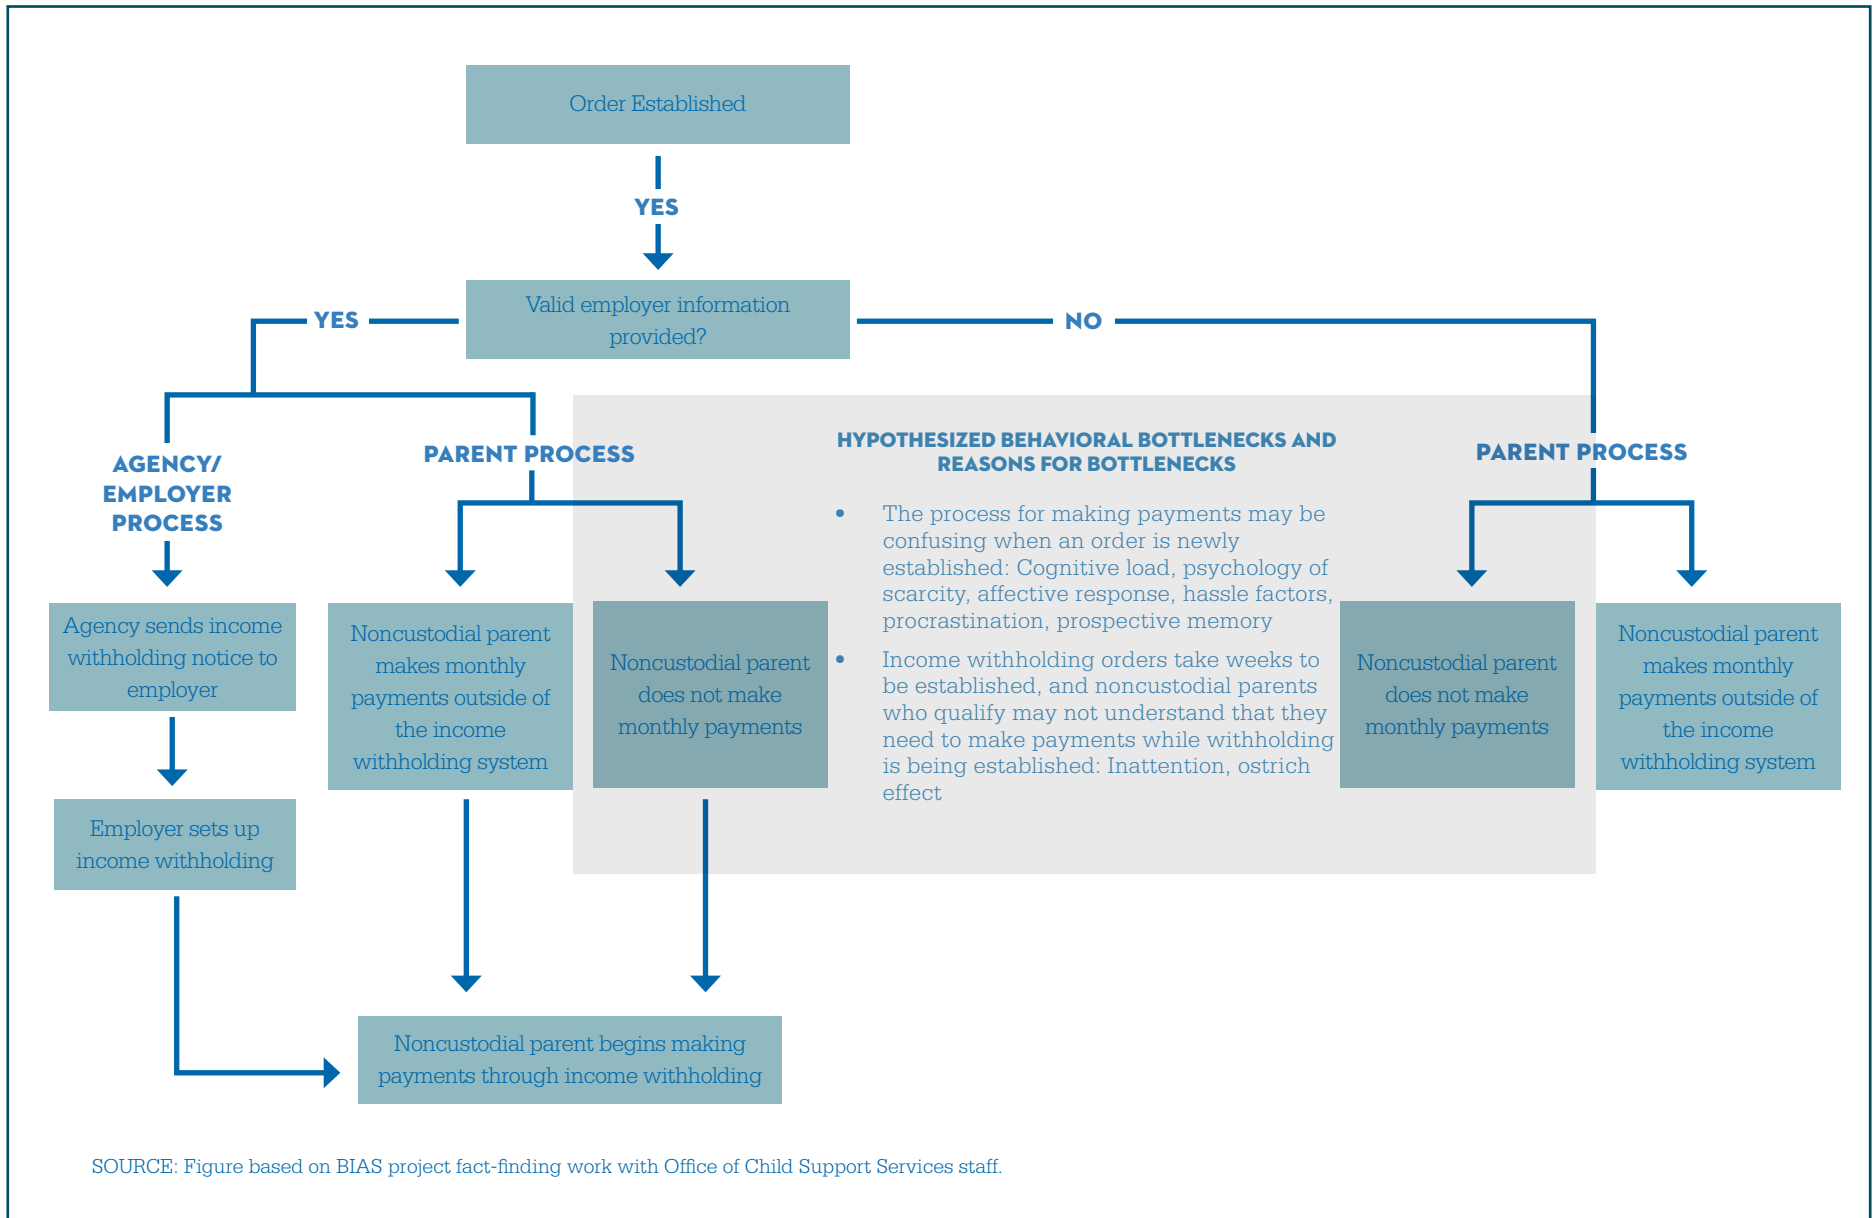 Order Established
YES
Valid employer information
provided?
YES
NO
AGENCY/
EMPLOYER
PROCESS
PARENT PROCESS
HYPOTHESIZED BEHAVIORAL BOTTLENECKS AND
REASONS FOR BOTTLENECKS
• The process for making payments may be
confusing when an order is newly
established: Cognitive load, psychology of
scarcity, affective response, hassle factors,
procrastination, prospective memory
• Income withholding orders take weeks to
be established, and noncustodial parents
who qualify may not understand that they
need to make payments while withholding
is being established: Inattention, ostrich
effect
PARENT PROCESS
Agency sends income
withholding notice to
employer
Noncustodial parent
makes monthly
payments outside of
the income
withholding system
Noncustodial parent
does not make
monthly payments
Noncustodial parent
does not make
monthly payments
Noncustodial parent
makes monthly
payments outside of
the income
withholding system
Employer sets up
income withholding
Noncustodial parent begins making
payments through income withholding
SOURCE: Figure based on BIAS project fact-finding work with Office of Child Support Services staff.